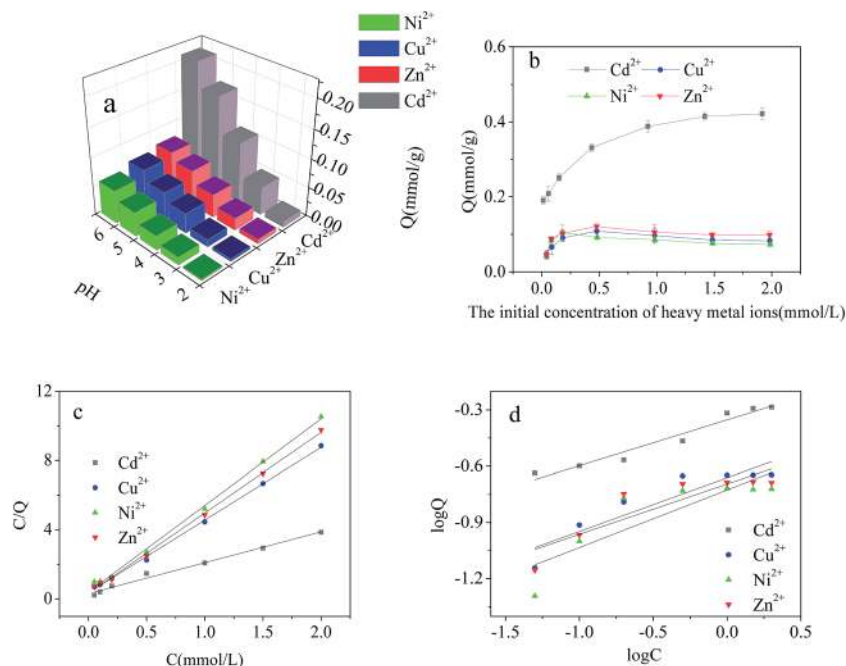 a
Ni²⁺
Cu²⁺
Zn²⁺
Cd²⁺
0.20
0.15
0.10
0.05
0.00
Q(mmol/g)
6
5
4
3
2
pH
Ni²⁺
Cu²⁺
Zn²⁺
Cd²⁺
b
Cd²⁺ Cu²⁺
Ni²⁺ Zn²⁺
0.6
0.4
0.2
0.0
Q(mmol/g)
0.0 0.5 1.0 1.5 2.0
The initial concentration of heavy metal ions(mmol/L)
c
Cd²⁺
Cu²⁺
Ni²⁺
Zn²⁺
12
8
4
0
C/Q
0.0 0.5 1.0 1.5 2.0
C(mmol/L)
d
-0.3
-0.6
-0.9
-1.2
logQ
Cd²⁺
Cu²⁺
Ni²⁺
Zn²⁺
-1.5 -1.0 -0.5 0.0 0.5
logC